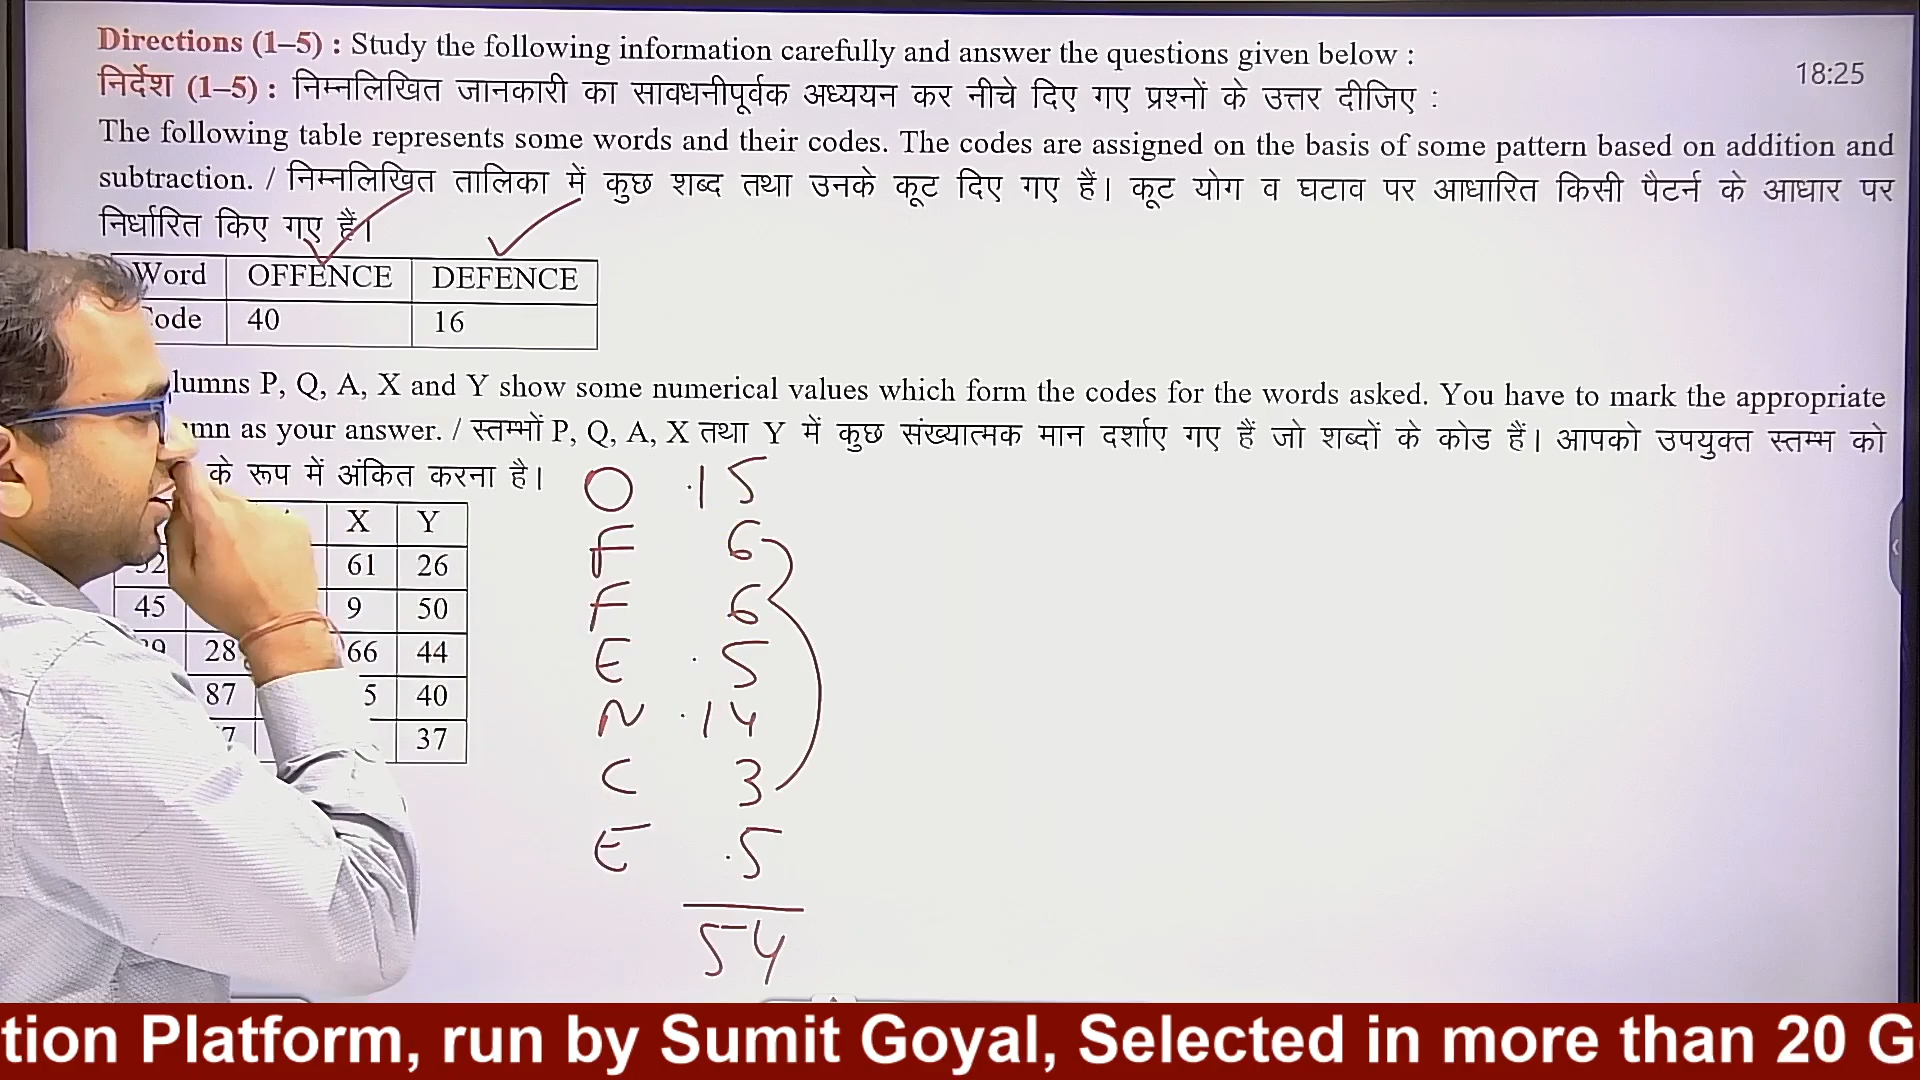 Directions (1–5) : Study the following information carefully and answer the questions given below :
18:25
निर्देश (1–5) : निम्नलिखित जानकारी का सावधनीपूर्वक अध्ययन कर नीचे दिए गए प्रश्नों के उत्तर दीजिए :
The following table represents some words and their codes. The codes are assigned on the basis of some pattern based on addition and
subtraction. / निम्नलिखित तालिका में कुछ शब्द तथा उनके कूट दिए गए हैं। कूट योग व घटाव पर आधारित किसी पैटर्न के आधार पर
निर्धारित किए गए हैं।
Word OFFENCE DEFENCE
40 16
P, Q, A, X and Y show some numerical values which form the codes for the words asked. You have to mark the appropriate
as your answer. / स्तम्भों P, Q, A, X तथा Y में कुछ संख्यात्मक मान दर्शाए गए हैं जो शब्दों के कोड हैं। आपको उपयुक्त स्तम्भ को
के रूप में अंकित करना है।
X Y
61 26
45 9 50
28 66 44
87 5 40
37
O 15
F 6
F 6
E 5
N 14
C 3
E 5
54
tion Platform, run by Sumit Goyal, Selected in more than 20 G